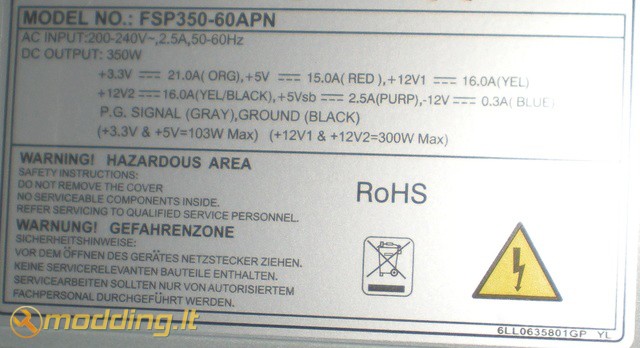 MODEL NO.: FSP350-60APN
AC INPUT:200-240V~,2.5A,50-60Hz
DC OUTPUT: 350W
+3.3V ⎓ 21.0A( ORG),+5V ⎓ 15.0A( RED ),+12V1 ⎓ 16.0A(YEL)
+12V2 ⎓ 16.0A(YEL/BLACK),+5Vsb ⎓ 2.5A(PURP),-12V ⎓ 0.3A( BLUE)
P.G. SIGNAL (GRAY),GROUND (BLACK)
(+3.3V & +5V=103W Max) (+12V1 & +12V2=300W Max)
WARNING! HAZARDOUS AREA
SAFETY INSTRUCTIONS:
DO NOT REMOVE THE COVER
NO SERVICEABLE COMPONENTS INSIDE.
REFER SERVICING TO QUALIFIED SERVICE PERSONNEL.
WARNUNG! GEFAHRENZONE
SICHERHEITSHINWEISE:
VOR DEM ÖFFNEN DES GERÄTES NETZSTECKER ZIEHEN.
KEINE SERVICERELEVANTEN BAUTEILE ENTHALTEN.
SERVICEARBEITEN SOLLTEN NUR VON AUTORISIERTEM
FACHPERSONAL DURCHGEFÜHRT WERDEN.
RoHS
6LL0635801GP YL
modding.lt